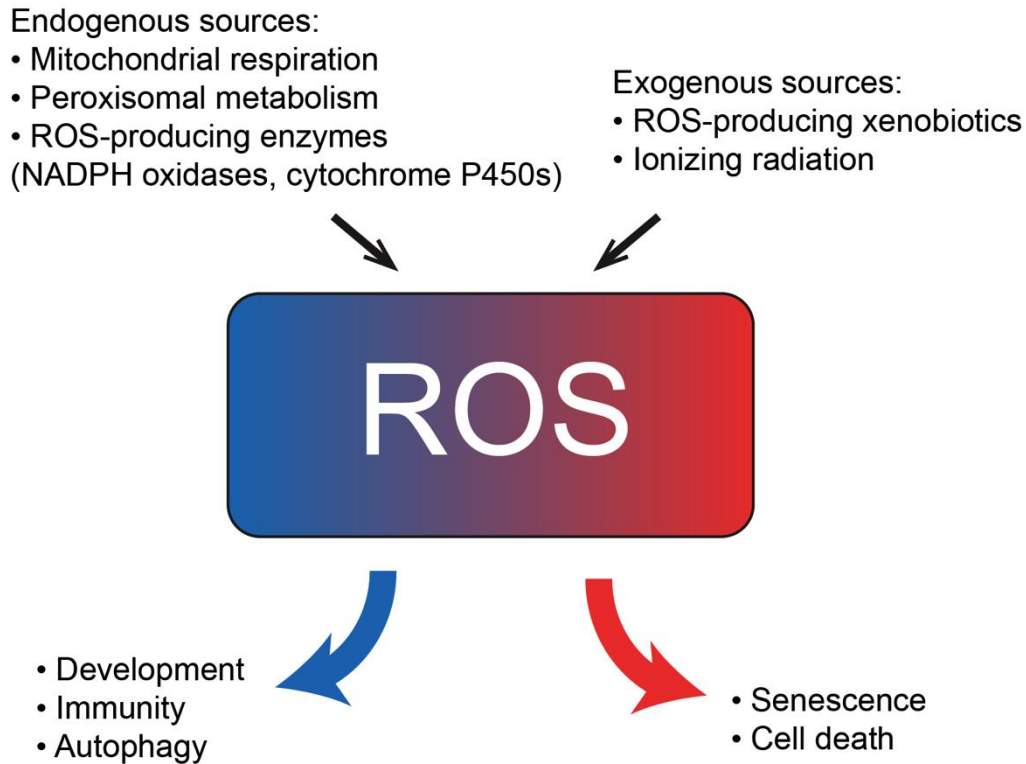 Endogenous sources:
• Mitochondrial respiration
• Peroxisomal metabolism
• ROS-producing enzymes
(NADPH oxidases, cytochrome P450s)
Exogenous sources:
• ROS-producing xenobiotics
• Ionizing radiation
ROS
• Development
• Immunity
• Autophagy
• Senescence
• Cell death